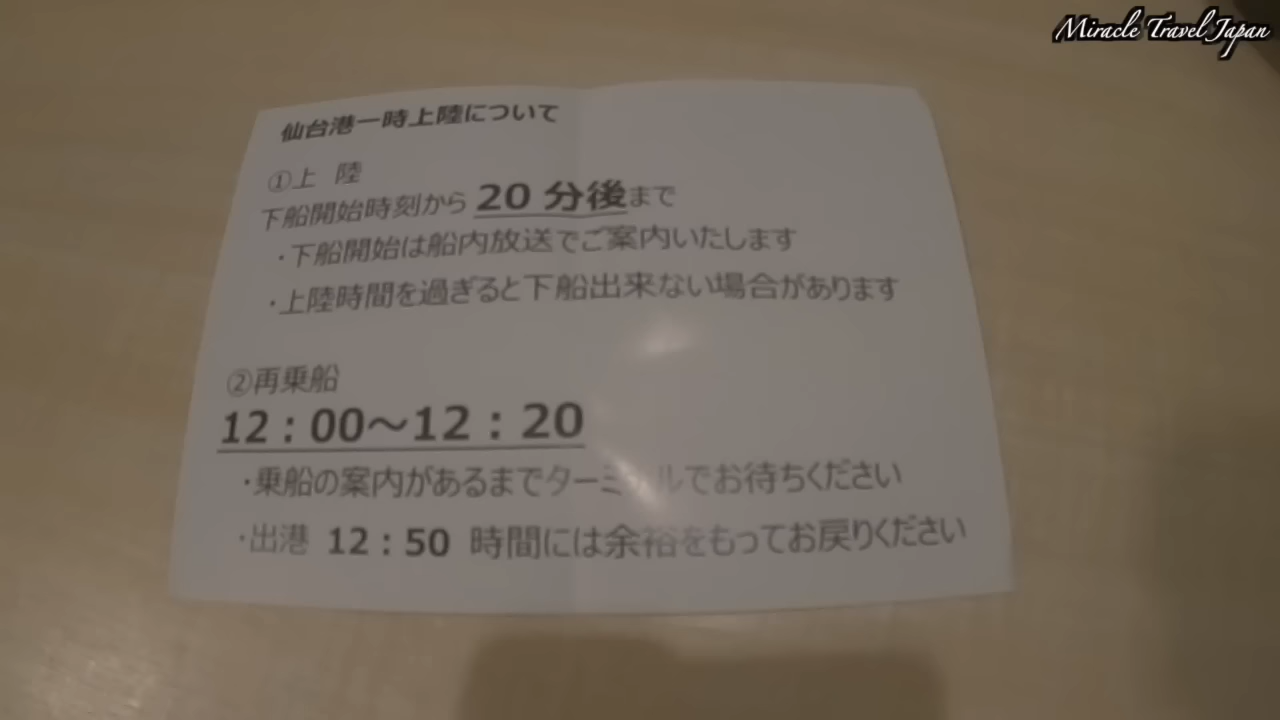 Miracle Travel Japan
仙台港一時上陸について
①上 陸
下船開始時刻から 20 分後まで
・下船開始は船内放送でご案内いたします
・上陸時間を過ぎると下船出来ない場合があります
②再乗船
12：00～12：20
・乗船の案内があるまでターミナルでお待ちください
・出港 12：50 時間には余裕をもってお戻りください